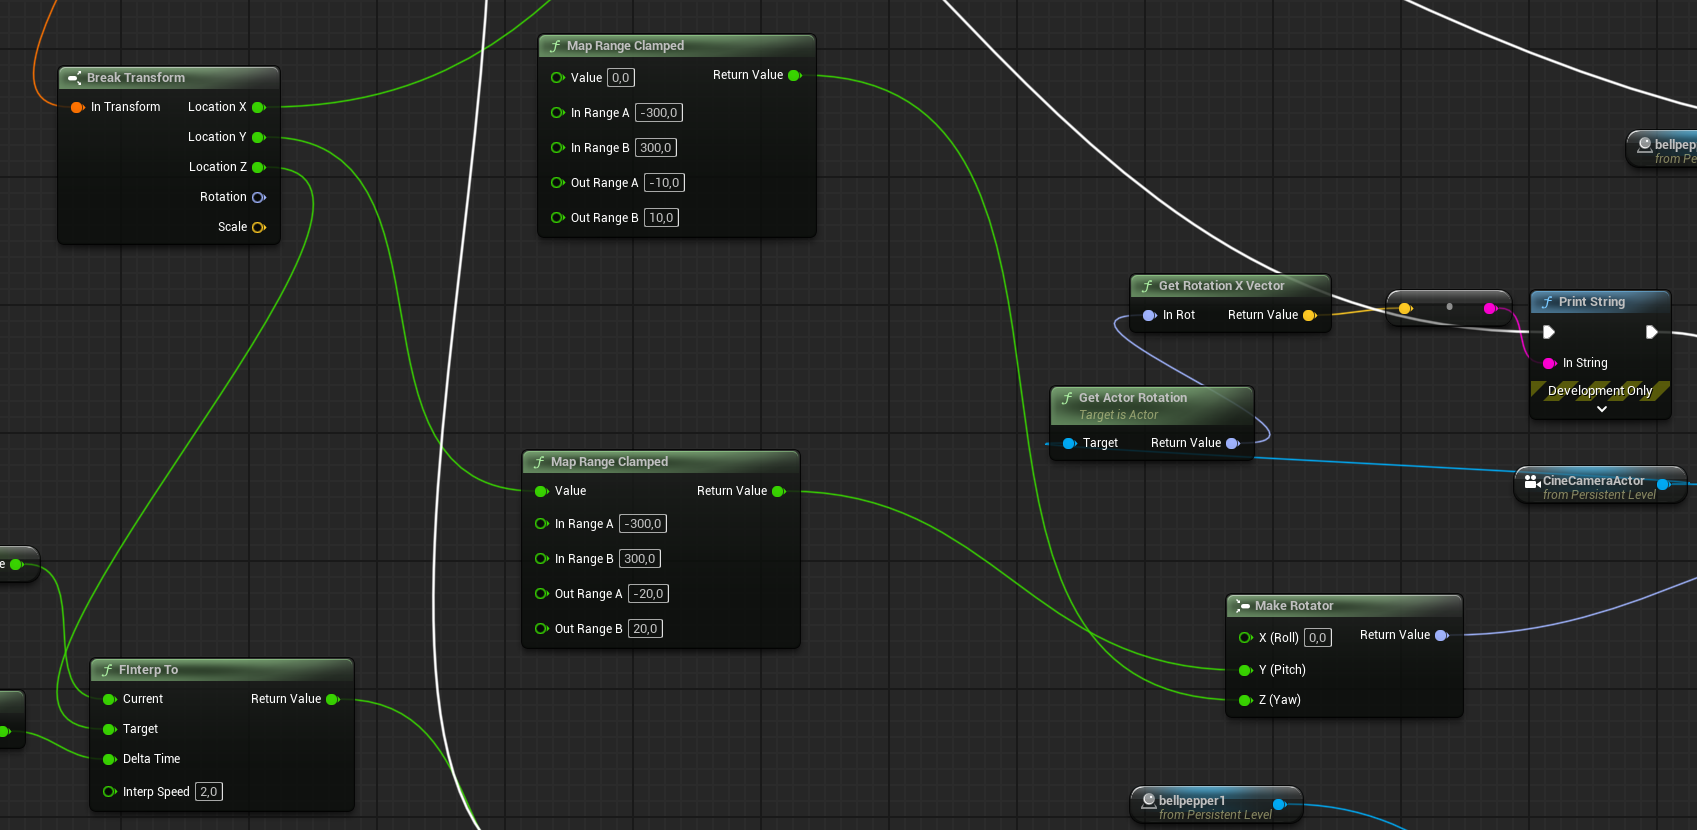 Break Transform
In Transform
Location X
Location Y
Location Z
Rotation
Scale
Map Range Clamped
Value 0,0
Return Value
In Range A -300,0
In Range B 300,0
Out Range A -10,0
Out Range B 10,0
bellpep
from Pe
Get Rotation X Vector
In Rot
Return Value
Print String
In String
Development Only
Get Actor Rotation
Target is Actor
Target
Return Value
CineCameraActor
from Persistent Level
Map Range Clamped
Value
Return Value
In Range A -300,0
In Range B 300,0
Out Range A -20,0
Out Range B 20,0
e
Make Rotator
X (Roll) 0,0
Return Value
Y (Pitch)
Z (Yaw)
FInterp To
Current
Return Value
Target
Delta Time
Interp Speed 2,0
bellpepper1
from Persistent Level